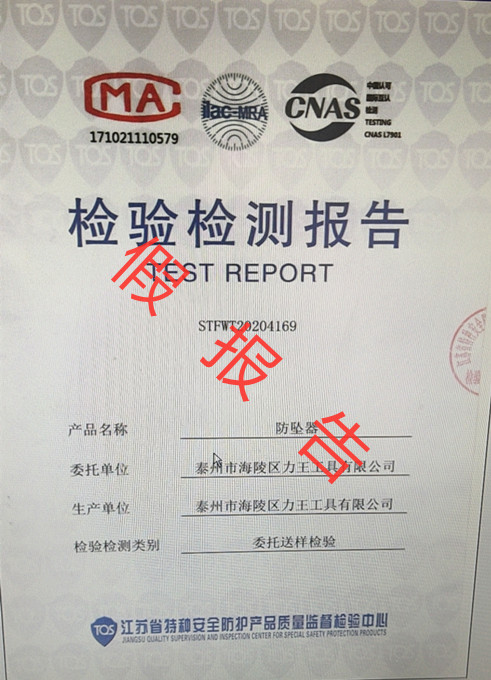 MA
ilac-MRA
CNAS
中国认可
国际互认
检测
TESTING
CNAS L7901
171021110579
检验检测报告
TEST REPORT
STFWT20204169
假报告
产品名称 防坠器
委托单位 泰州市海陵区力王工具有限公司
生产单位 泰州市海陵区力王工具有限公司
检验检测类别 委托送样检验
TOS 江苏省特种安全防护产品质量监督检验中心
JIANGSU QUALITY SUPERVISION AND INSPECTION CENTER FOR SPECIAL SAFETY PROTECTION PRODUCTS